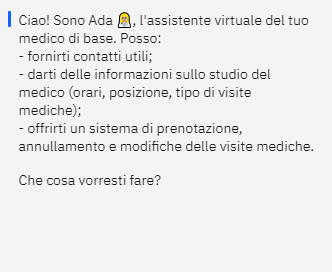 Ciao! Sono Ada 👩‍⚕️, l'assistente virtuale del tuo
medico di base. Posso:
- fornirti contatti utili;
- darti delle informazioni sullo studio del
medico (orari, posizione, tipo di visite
mediche);
- offrirti un sistema di prenotazione,
annullamento e modifiche delle visite mediche.
Che cosa vorresti fare?